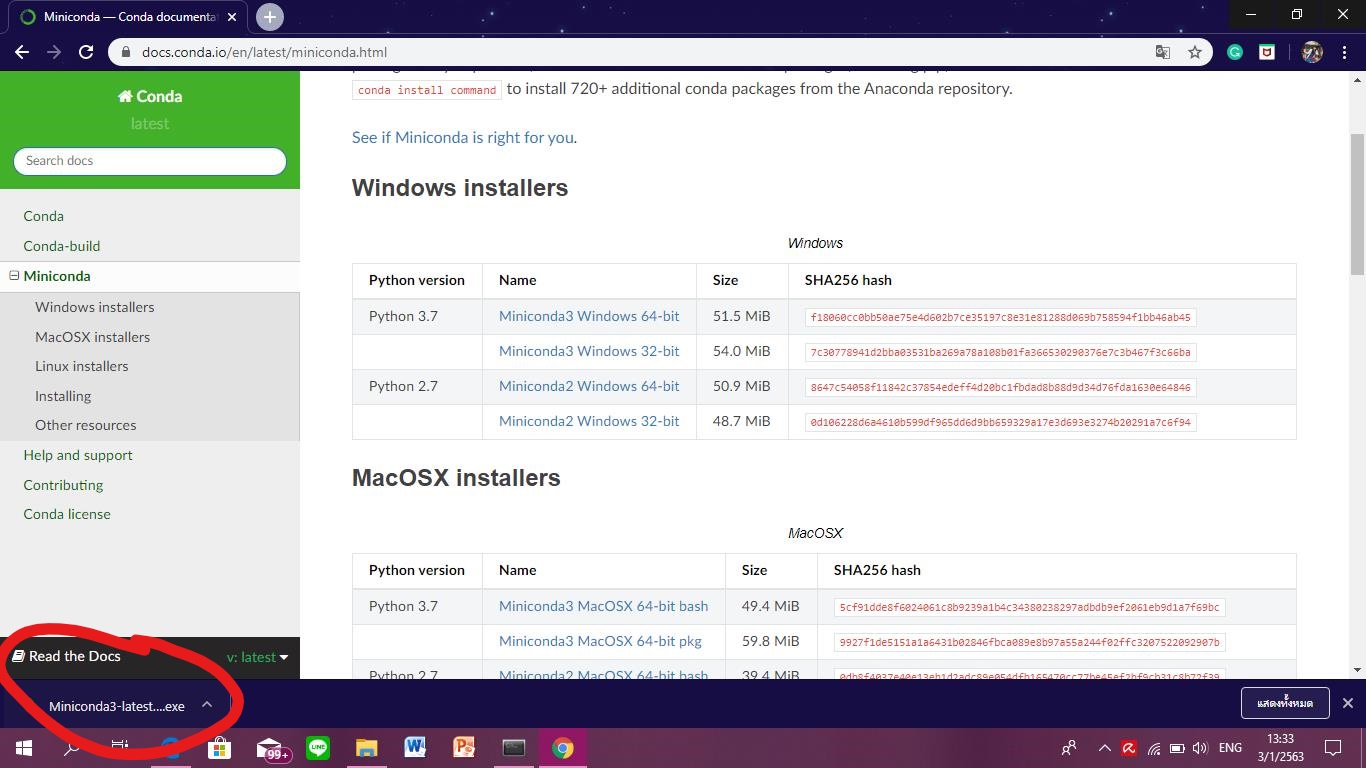 Miniconda — Conda documenta
docs.conda.io/en/latest/miniconda.html
Conda
latest
Search docs
Conda
Conda-build
Miniconda
Windows installers
MacOSX installers
Linux installers
Installing
Other resources
Help and support
Contributing
Conda license
Read the Docs
v: latest
conda install command to install 720+ additional conda packages from the Anaconda repository.
See if Miniconda is right for you.
Windows installers
Windows
Python version Name Size SHA256 hash
Python 3.7 Miniconda3 Windows 64-bit 51.5 MiB f18060cc0bb50ae75e4d602b7ce35197c8e31e81288d069b758594f1bb46ab45
Miniconda3 Windows 32-bit 54.0 MiB 7c30778941d2bba03531ba269a78a108b01fa366530290376e7c3b467f3c66ba
Python 2.7 Miniconda2 Windows 64-bit 50.9 MiB 8647c54058f11842c37854edeff4d20bc1fbdad8b88d9d34d76fda1630e64846
Miniconda2 Windows 32-bit 48.7 MiB 0d106228d6a4610b599df965dd6d9bb659329a17e3d693e3274b20291a7c6f94
MacOSX installers
MacOSX
Python version Name Size SHA256 hash
Python 3.7 Miniconda3 MacOSX 64-bit bash 49.4 MiB 5cf91dde8f6024061c8b9239a1b4c34380238297adbdb9ef2061eb9d1a7f69bc
Miniconda3 MacOSX 64-bit pkg 59.8 MiB 9927f1de5151a1a6431b02846fbca089e8b97a55a244f02ffc3207522092907b
Python 2.7 Miniconda2 MacOSX 64-bit bash 39.4 MiB
Miniconda3-latest....exe
แสดงทั้งหมด
99+
LINE
ENG
13:33
3/1/2563